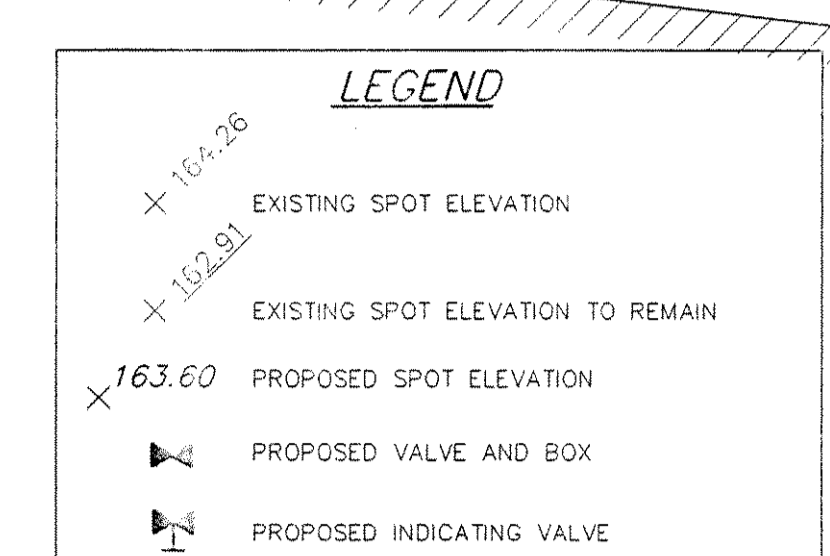 LEGEND
164.26
EXISTING SPOT ELEVATION
162.91
EXISTING SPOT ELEVATION TO REMAIN
163.60 PROPOSED SPOT ELEVATION
PROPOSED VALVE AND BOX
PROPOSED INDICATING VALVE